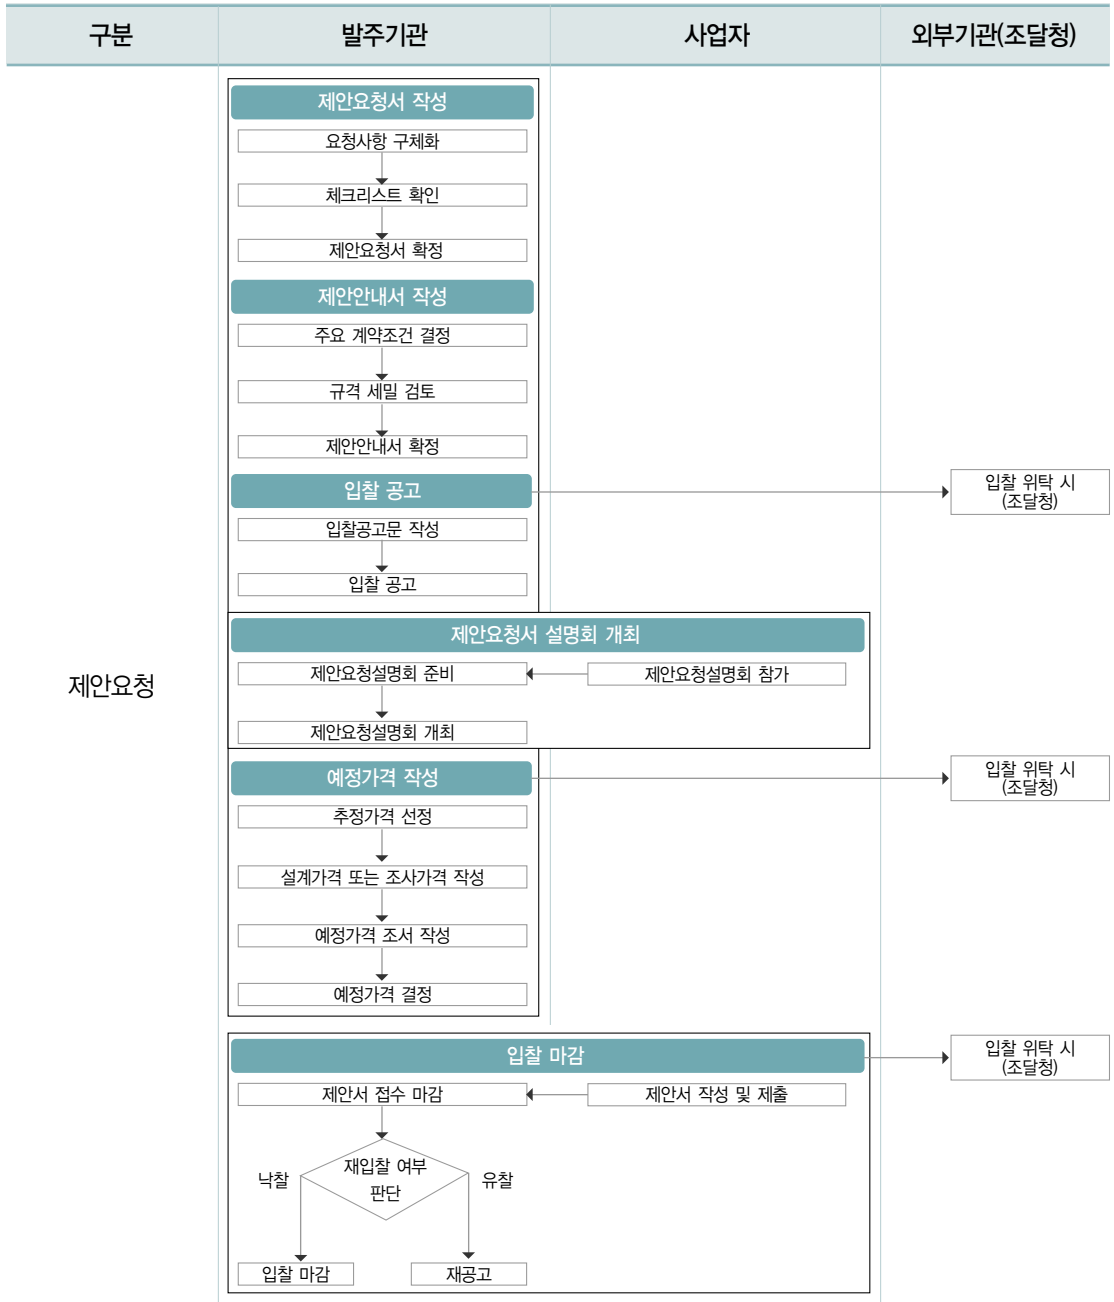 구분
발주기관
사업자
외부기관(조달청)
제안요청
제안요청서 작성
요청사항 구체화
체크리스트 확인
제안요청서 확정
제안안내서 작성
주요 계약조건 결정
규격 세밀 검토
제안안내서 확정
입찰 공고
입찰 위탁 시
(조달청)
입찰공고문 작성
입찰 공고
제안요청서 설명회 개최
제안요청설명회 준비
제안요청설명회 참가
제안요청설명회 개최
예정가격 작성
입찰 위탁 시
(조달청)
추정가격 선정
설계가격 또는 조사가격 작성
예정가격 조서 작성
예정가격 결정
입찰 마감
입찰 위탁 시
(조달청)
제안서 접수 마감
제안서 작성 및 제출
재입찰 여부
판단
낙찰
유찰
입찰 마감
재공고